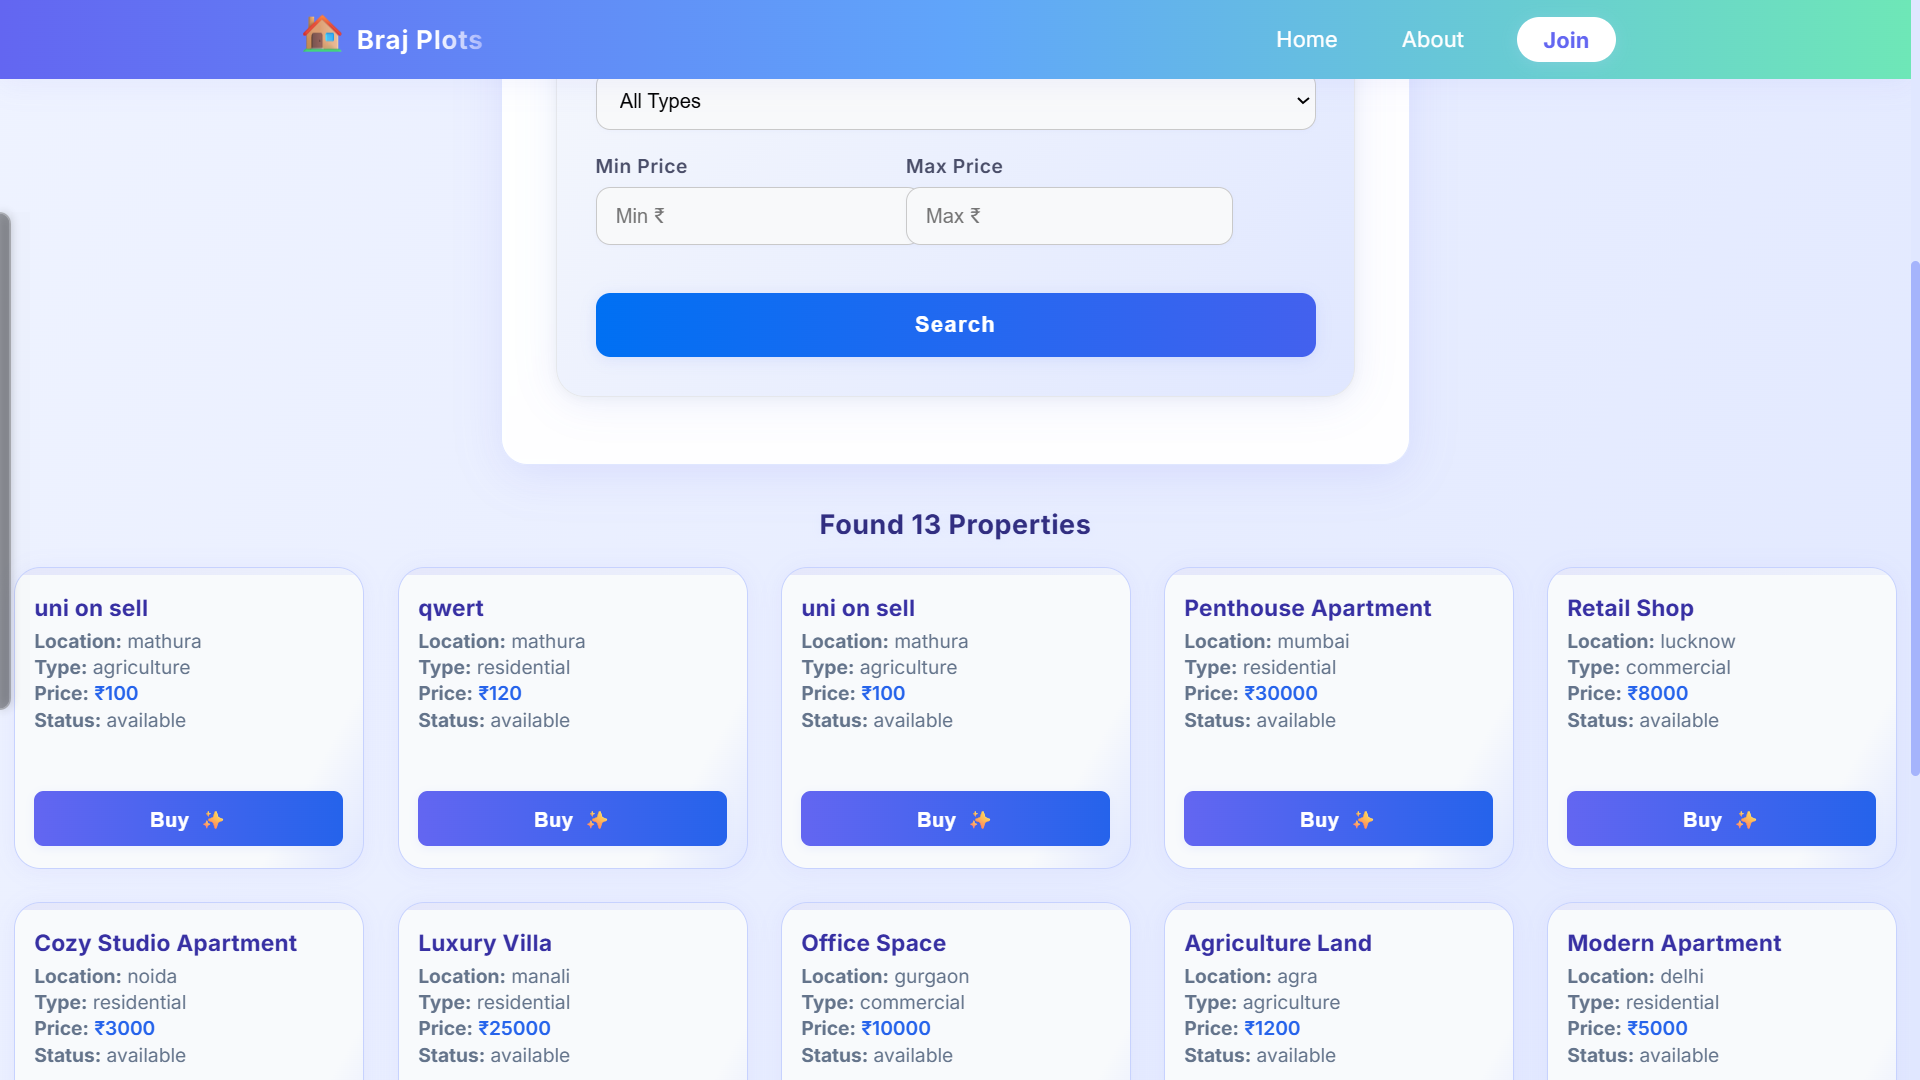 Braj Plots
Home
About
Join
All Types
Min Price
Max Price
Min ₹
Max ₹
Search
Found 13 Properties
uni on sell
Location: mathura
Type: agriculture
Price: ₹100
Status: available
Buy ✨
qwert
Location: mathura
Type: residential
Price: ₹120
Status: available
Buy ✨
uni on sell
Location: mathura
Type: agriculture
Price: ₹100
Status: available
Buy ✨
Penthouse Apartment
Location: mumbai
Type: residential
Price: ₹30000
Status: available
Buy ✨
Retail Shop
Location: lucknow
Type: commercial
Price: ₹8000
Status: available
Buy ✨
Cozy Studio Apartment
Location: noida
Type: residential
Price: ₹3000
Status: available
Luxury Villa
Location: manali
Type: residential
Price: ₹25000
Status: available
Office Space
Location: gurgaon
Type: commercial
Price: ₹10000
Status: available
Agriculture Land
Location: agra
Type: agriculture
Price: ₹1200
Status: available
Modern Apartment
Location: delhi
Type: residential
Price: ₹5000
Status: available